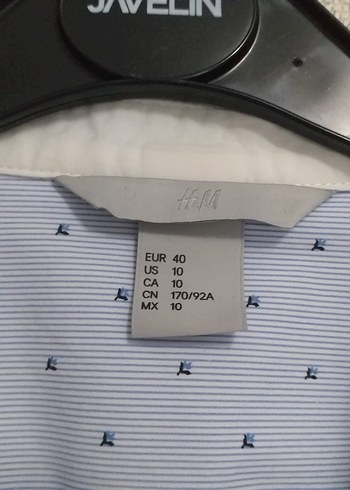 JAVELIN
H&M
EUR 40
US 10
CA 10
CN 170/92A
MX 10